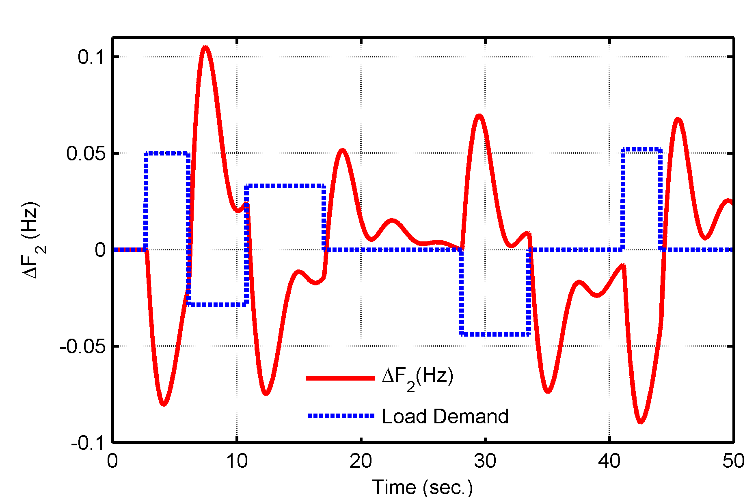 0.1
0.05
0
-0.05
-0.1
ΔF2 (Hz)
ΔF2(Hz)
Load Demand
0 10 20 30 40 50
Time (sec.)